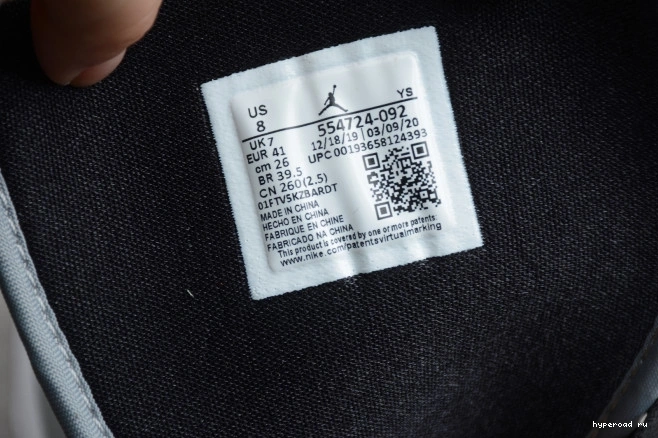 US
8
YS
UK 7
554724-092
EUR 41
12/18/19 | 03/09/20
cm 26
UPC 00193658124393
BR 39.5
CN 260(2.5)
01FTV5KZBARDT
MADE IN CHINA
HECHO EN CHINA
FABRIQUE EN CHINE
FABRICADO NA CHINA
This product is covered by one or more patents
www.nike.com/patentsvirtualmarking
hyperoad ru